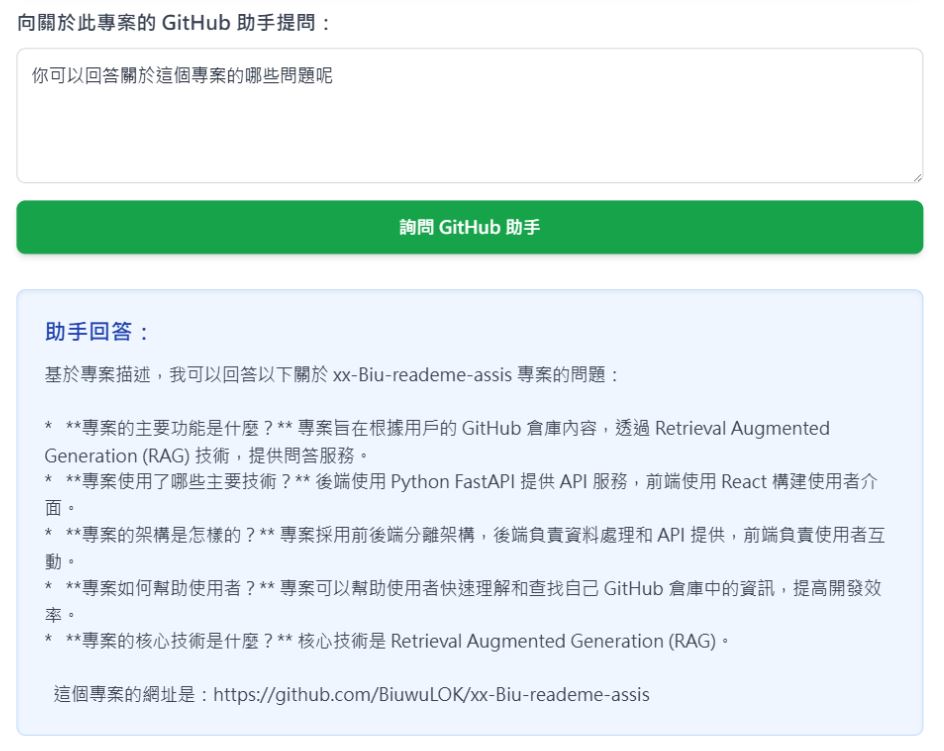 向關於此專案的 GitHub 助手提問：
你可以回答關於這個專案的哪些問題呢
詢問 GitHub 助手
助手回答：
基於專案描述，我可以回答以下關於 xx-Biu-reademe-assis 專案的問題：
* **專案的主要功能是什麼？** 專案旨在根據用戶的 GitHub 倉庫內容，透過 Retrieval Augmented
Generation (RAG) 技術，提供問答服務。
* **專案使用了哪些主要技術？** 後端使用 Python FastAPI 提供 API 服務，前端使用 React 構建使用者介
面。
* **專案的架構是怎樣的？** 專案採用前後端分離架構，後端負責資料處理和 API 提供，前端負責使用者互
動。
* **專案如何幫助使用者？** 專案可以幫助使用者快速理解和查找自己 GitHub 倉庫中的資訊，提高開發效
率。
* **專案的核心技術是什麼？** 核心技術是 Retrieval Augmented Generation (RAG)。
這個專案的網址是：https://github.com/BiuwuLOK/xx-Biu-reademe-assis